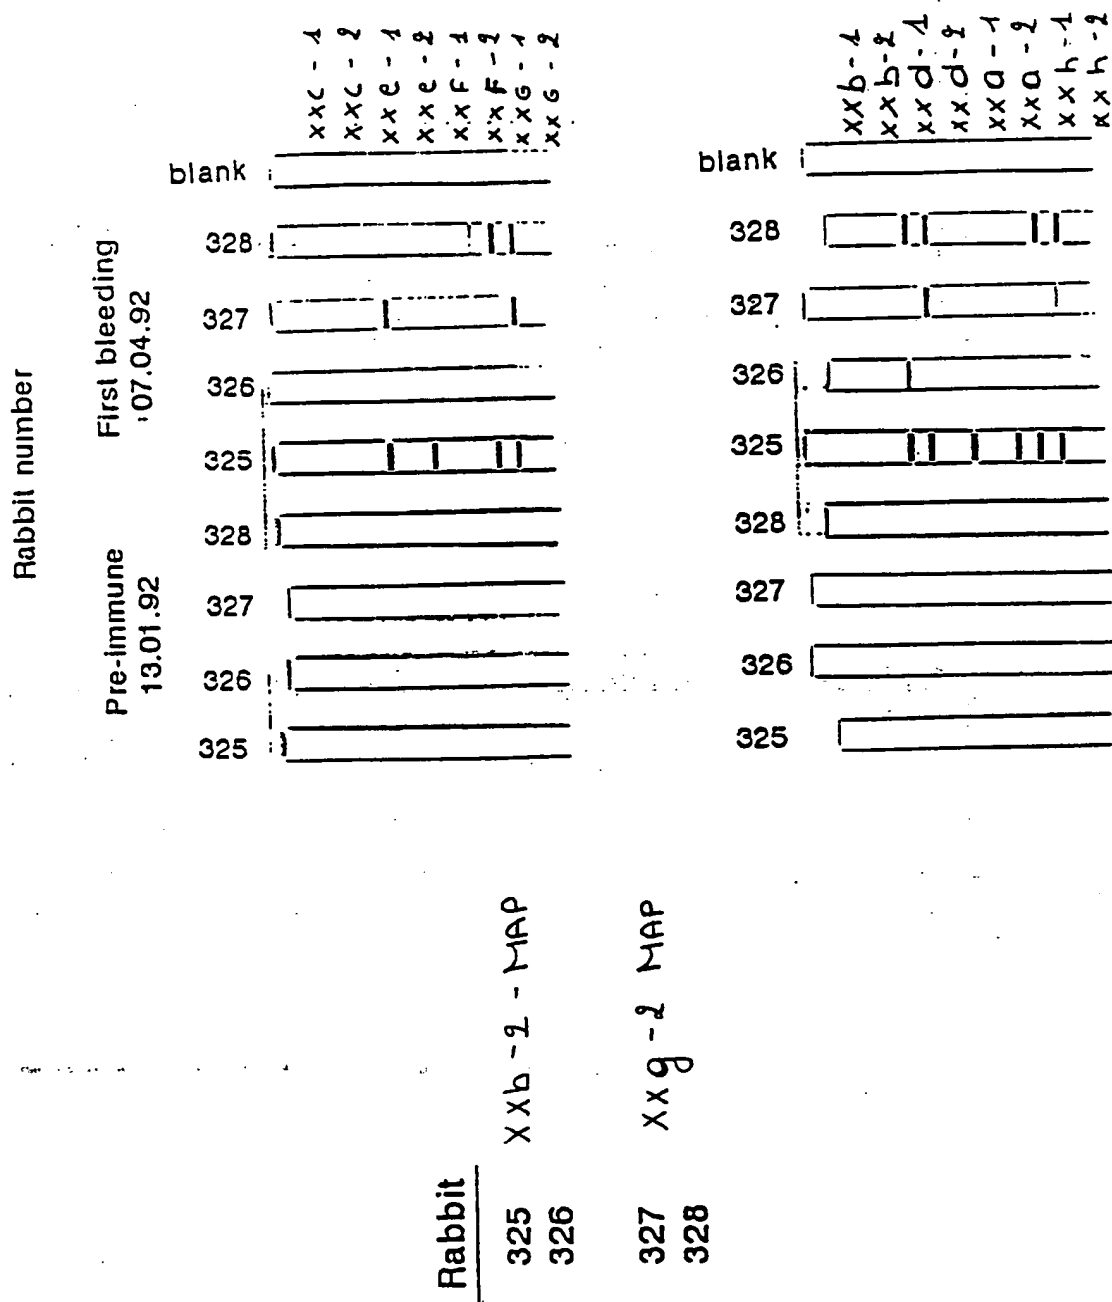 Rabbit number
Pre-immune
13.01.92
First bleeding
07.04.92
325
326
327
328
325
326
327
328
blank
xxc - 1
xxc - 2
xxe - 1
xxe - 2
xxF - 1
xxF - 2
xxG - 1
xxG - 2
325
326
327
328
325
326
327
328
blank
xxb - 1
xxb - 2
xxd - 1
xxd - 2
xxa - 1
xxa - 2
xxh - 1
xxh - 2
Rabbit
325 xxb - 2 - MAP
326
327 xxg - 2 MAP
328